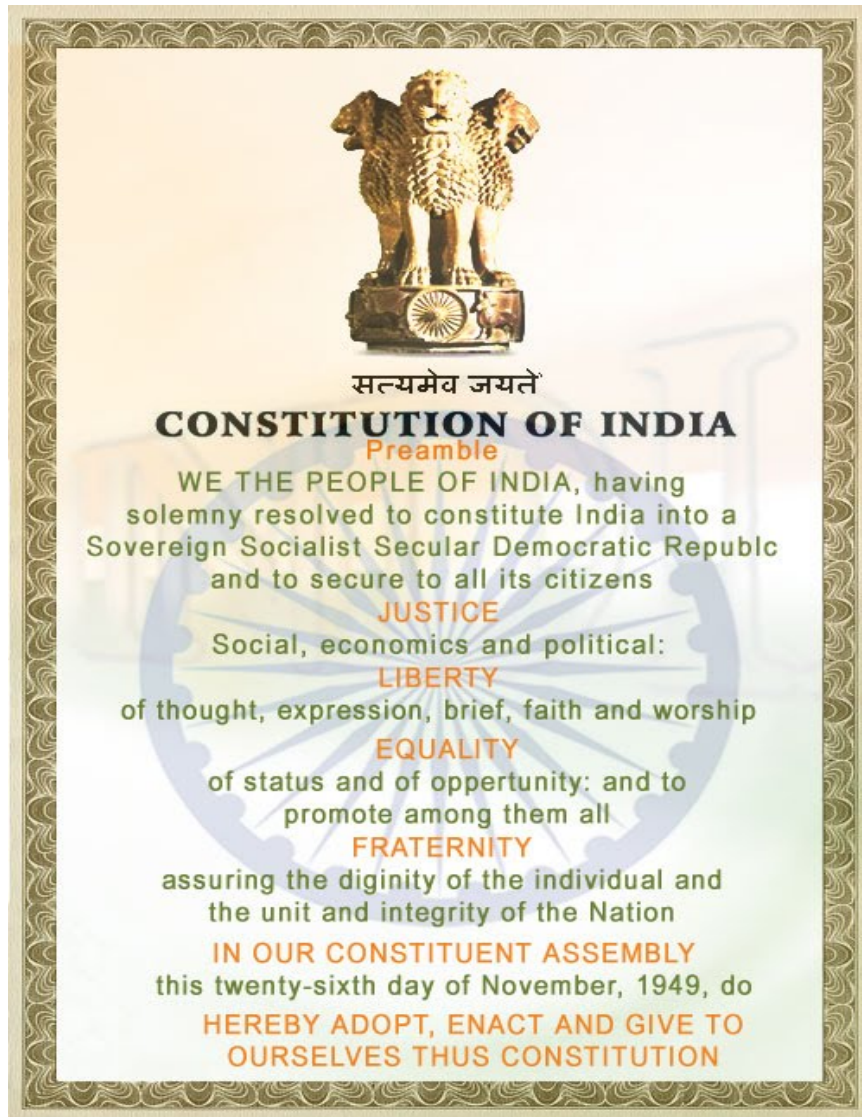 सत्यमेव जयते
CONSTITUTION OF INDIA
Preamble
WE THE PEOPLE OF INDIA, having
solemny resolved to constitute India into a
Sovereign Socialist Secular Democratic Republc
and to secure to all its citizens
JUSTICE
Social, economics and political:
LIBERTY
of thought, expression, brief, faith and worship
EQUALITY
of status and of oppertunity: and to
promote among them all
FRATERNITY
assuring the diginity of the individual and
the unit and integrity of the Nation
IN OUR CONSTITUENT ASSEMBLY
this twenty-sixth day of November, 1949, do
HEREBY ADOPT, ENACT AND GIVE TO
OURSELVES THUS CONSTITUTION